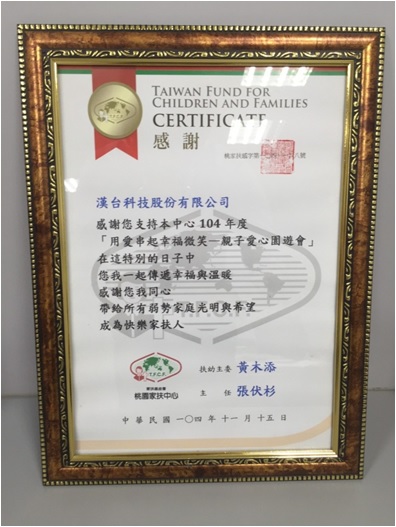 TAIWAN FUND FOR
CHILDREN AND FAMILIES
CERTIFICATE
感謝
漢台科技股份有限公司
感謝您支持本中心 104 年度
「用愛串起幸福微笑─親子愛心園遊會」
在這特別的日子中
您我一起傳遞幸福與溫暖
感謝您我同心
帶給所有弱勢家庭光明與希望
成為快樂家扶人
T.F.C.F.
桃園家扶中心
扶幼主委 黃木添
主任 張伏杉
中華民國一〇四年十一月十五日